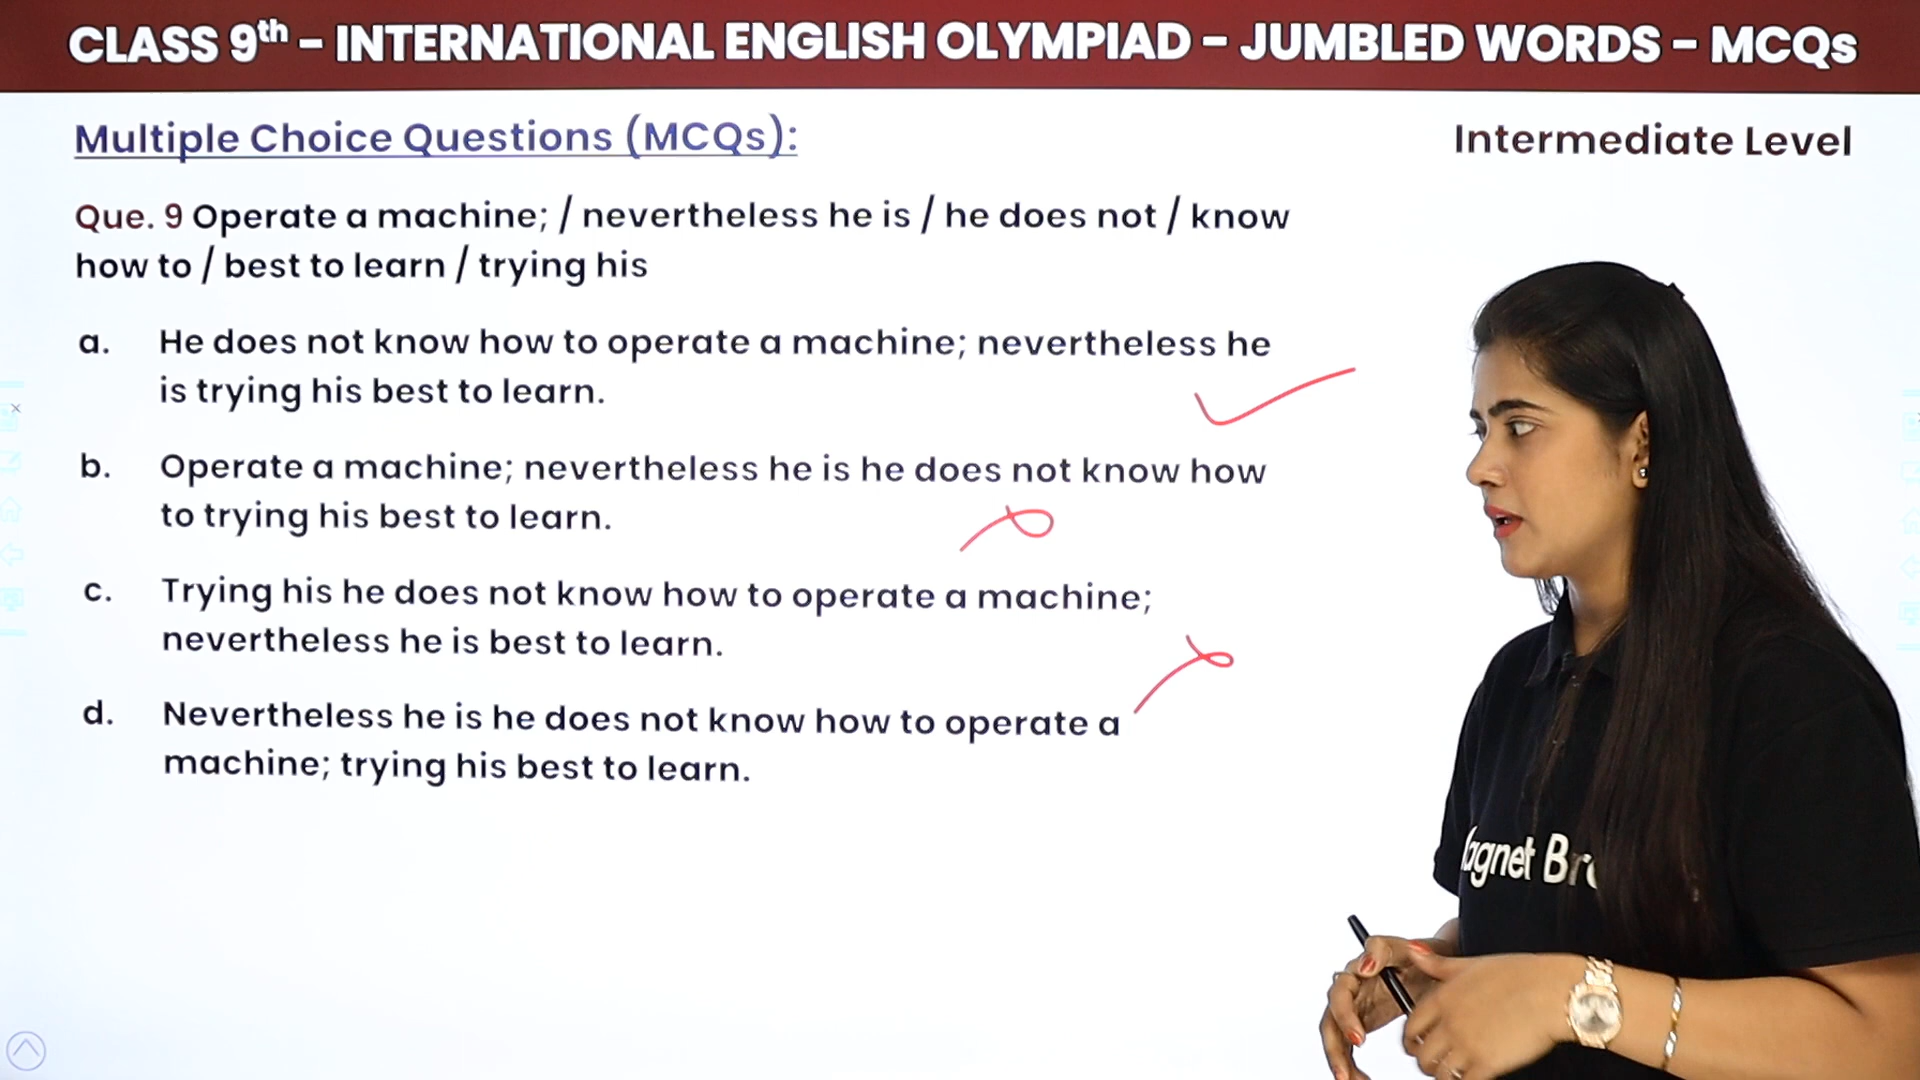 CLASS 9th - INTERNATIONAL ENGLISH OLYMPIAD - JUMBLED WORDS - MCQs
Multiple Choice Questions (MCQs):
Intermediate Level
Que. 9 Operate a machine; / nevertheless he is / he does not / know
how to / best to learn / trying his
a. He does not know how to operate a machine; nevertheless he
is trying his best to learn.
b. Operate a machine; nevertheless he is he does not know how
to trying his best to learn.
c. Trying his he does not know how to operate a machine;
nevertheless he is best to learn.
d. Nevertheless he is he does not know how to operate a
machine; trying his best to learn.